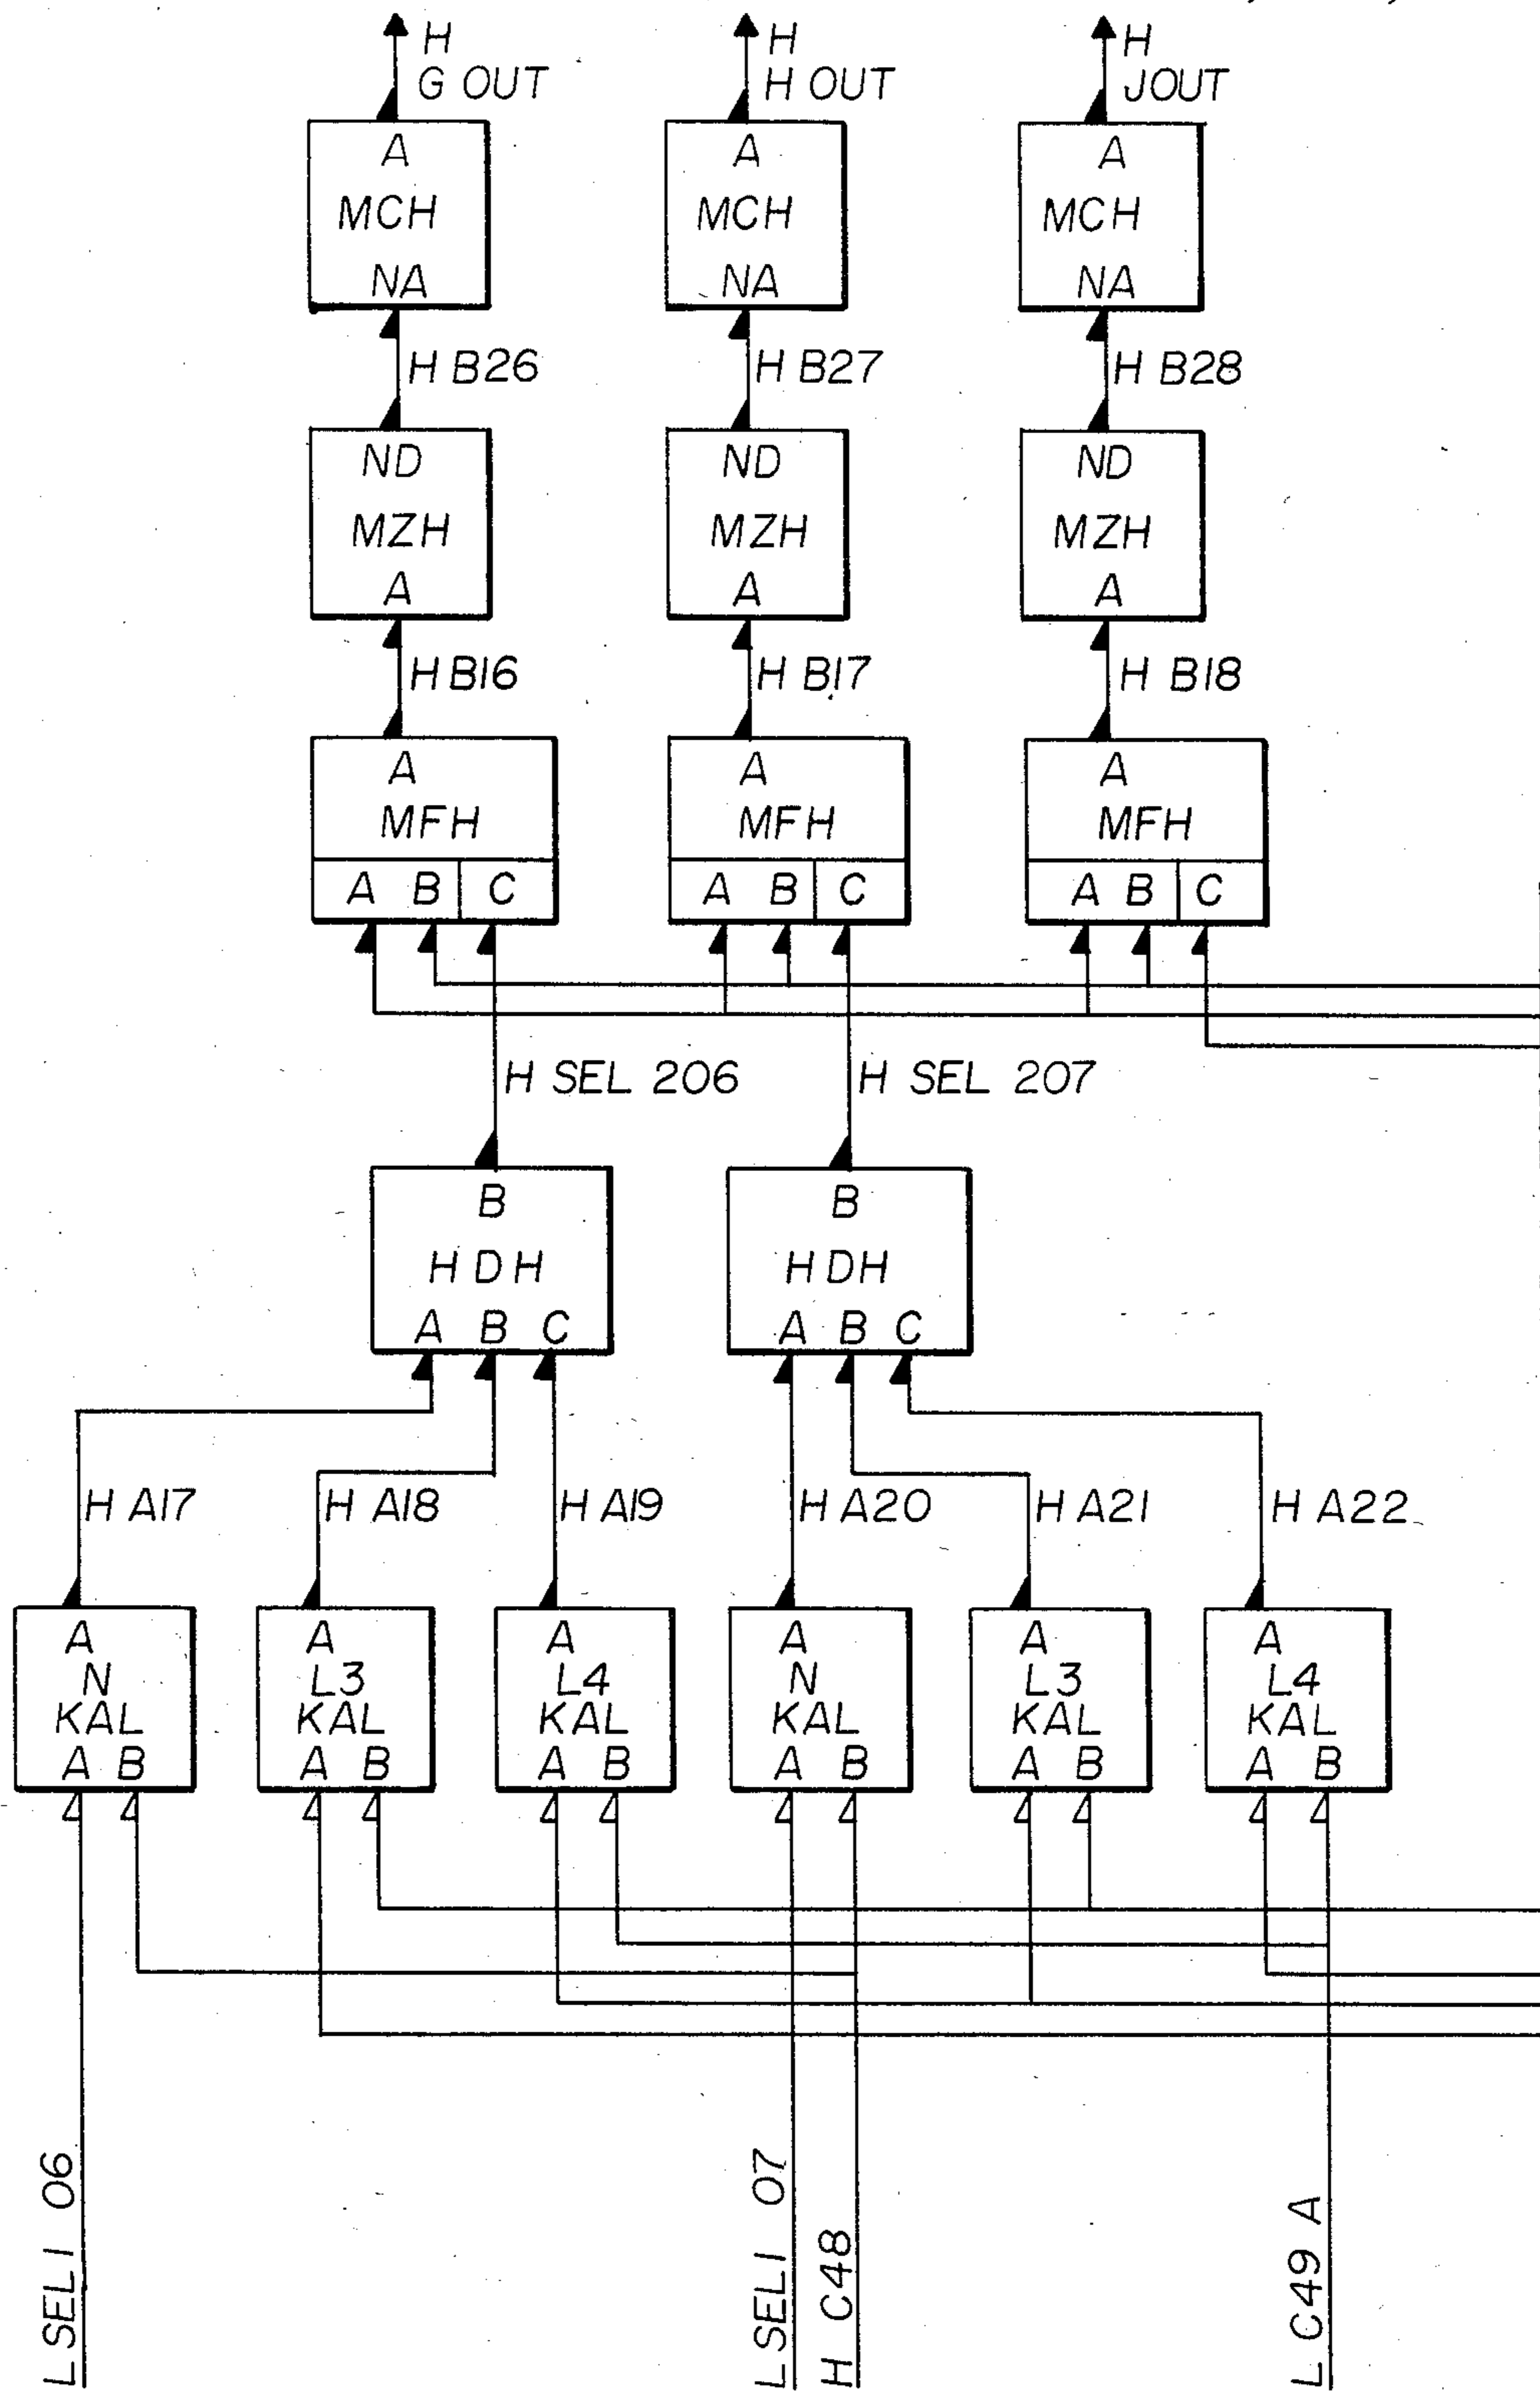 H H H
G OUT H OUT JOUT
A A A
MCH MCH MCH
NA NA NA
H B26 H B27 H B28
ND ND ND
MZH MZH MZH
A A A
H B16 H B17 H B18
A A A
MFH MFH MFH
A B C A B C A B C
H SEL 206 H SEL 207
B B
HDH HDH
A B C A B C
H A17 H A18 H A19 H A20 H A21 H A22
A A A A A A
N L3 L4 N L3 L4
KAL KAL KAL KAL KAL KAL
A B A B A B A B A B A B
LSEL1 06
LSEL1 07
H C48
L C49 A